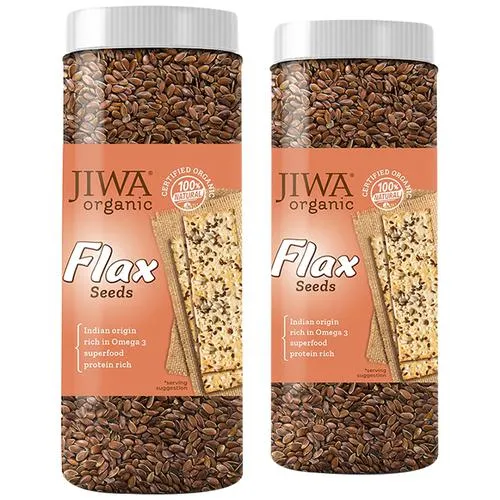 JIWA®
organic
CERTIFIED ORGANIC
100%
NATURAL
Flax
Seeds
Indian origin
rich in Omega 3
superfood
protein rich
*serving
suggestion
JIWA®
organic
CERTIFIED ORGANIC
100%
NATURAL
Flax
Seeds
Indian origin
rich in Omega 3
superfood
protein rich
*serving
suggestion